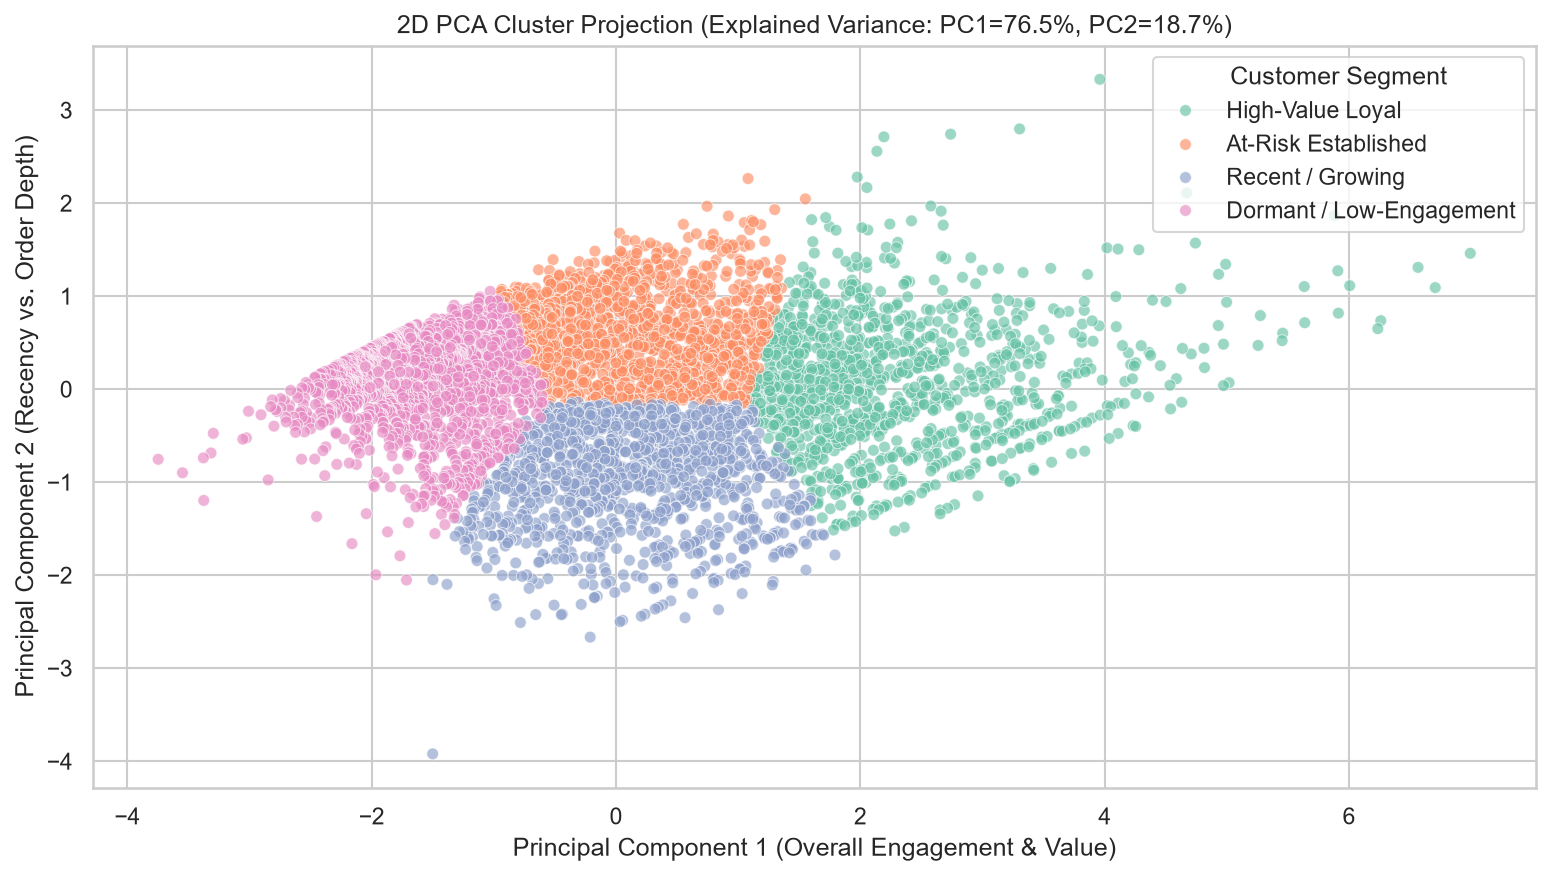 2D PCA Cluster Projection (Explained Variance: PC1=76.5%, PC2=18.7%)
Customer Segment
High-Value Loyal
At-Risk Established
Recent / Growing
Dormant / Low-Engagement
Principal Component 2 (Recency vs. Order Depth)
3
2
1
0
−1
−2
−3
−4
−4
−2
0
2
4
6
Principal Component 1 (Overall Engagement & Value)